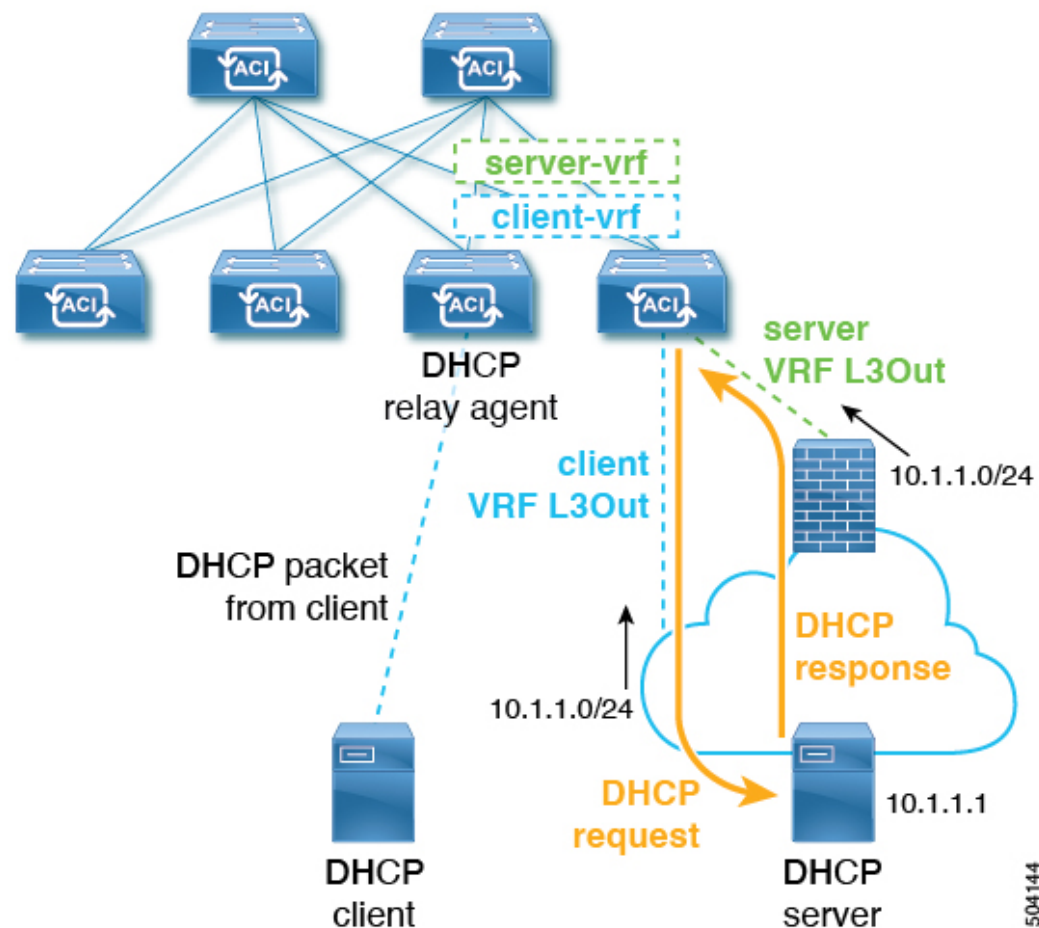 ACI
ACI
server-vrf
client-vrf
ACI
ACI
ACI
ACI
DHCP
relay agent
server
VRF L3Out
client
VRF L3Out
10.1.1.0/24
DHCP packet
from client
DHCP
response
10.1.1.0/24
DHCP
request
10.1.1.1
DHCP
client
DHCP
server
504144